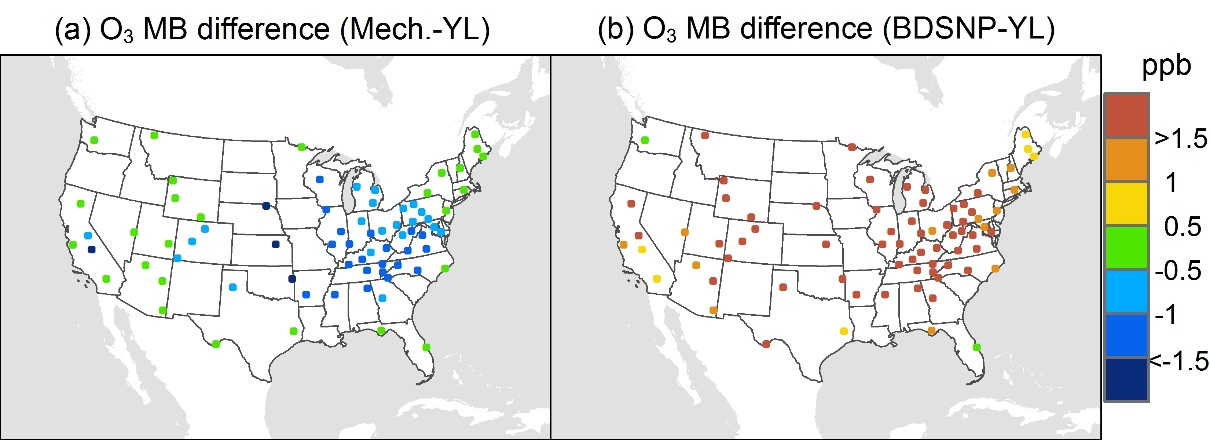 (a) O₃ MB difference (Mech.-YL)
(b) O₃ MB difference (BDSNP-YL)
ppb
>1.5
1
0.5
-0.5
-1
<-1.5